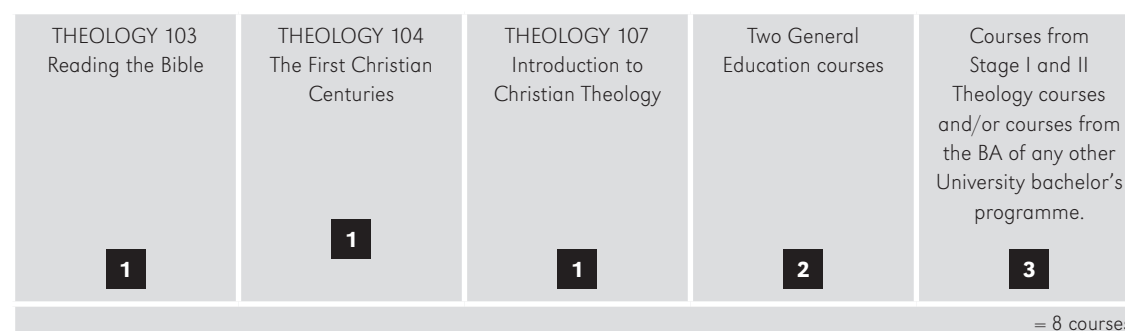 THEOLOGY 103
Reading the Bible
1
THEOLOGY 104
The First Christian
Centuries
1
THEOLOGY 107
Introduction to
Christian Theology
1
Two General
Education courses
2
Courses from
Stage I and II
Theology courses
and/or courses from
the BA of any other
University bachelor’s
programme.
3
= 8 courses